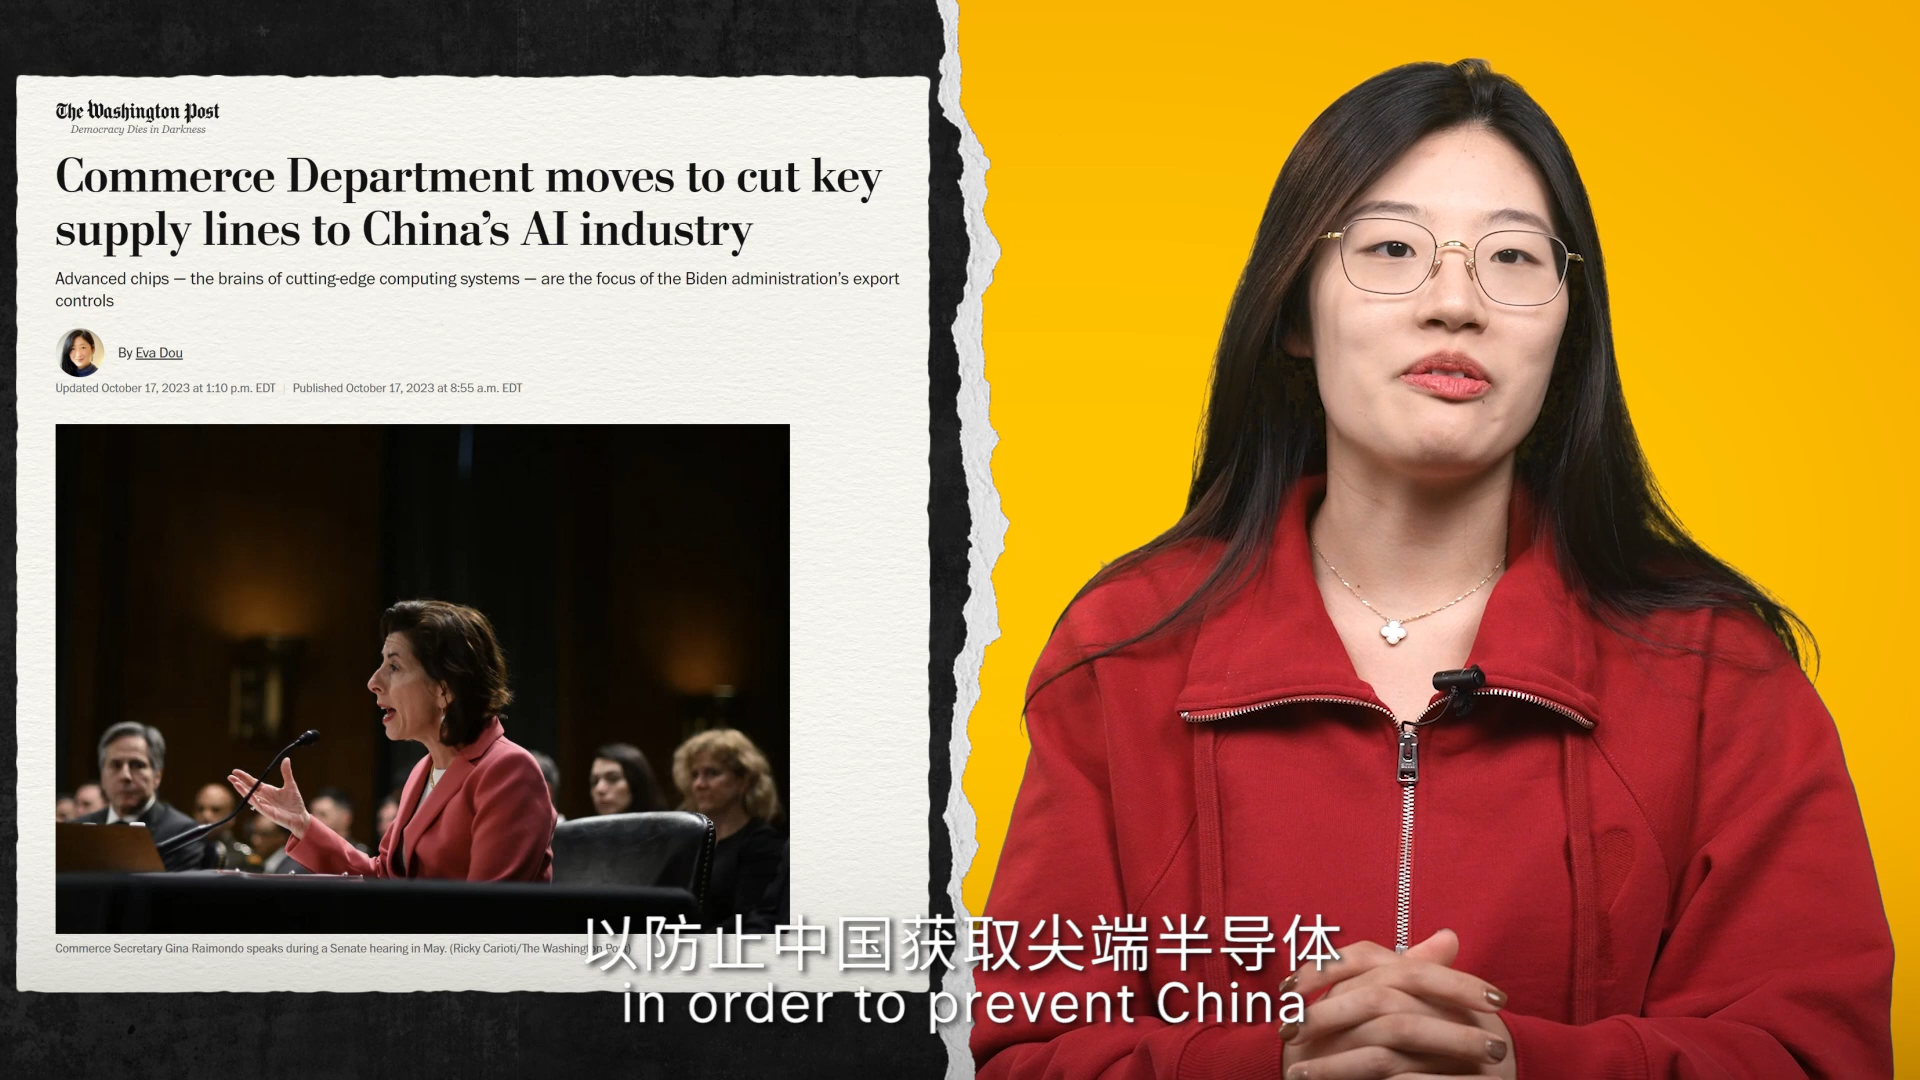 The Washington Post
Democracy Dies in Darkness
Commerce Department moves to cut key
supply lines to China’s AI industry
Advanced chips — the brains of cutting-edge computing systems — are the focus of the Biden administration’s export
controls
By Eva Dou
Updated October 17, 2023 at 1:10 p.m. EDT | Published October 17, 2023 at 8:55 a.m. EDT
Commerce Secretary Gina Raimondo speaks during a Senate hearing in May. (Ricky Carioti/The Washington Post)
以防止中国获取尖端半导体
in order to prevent China